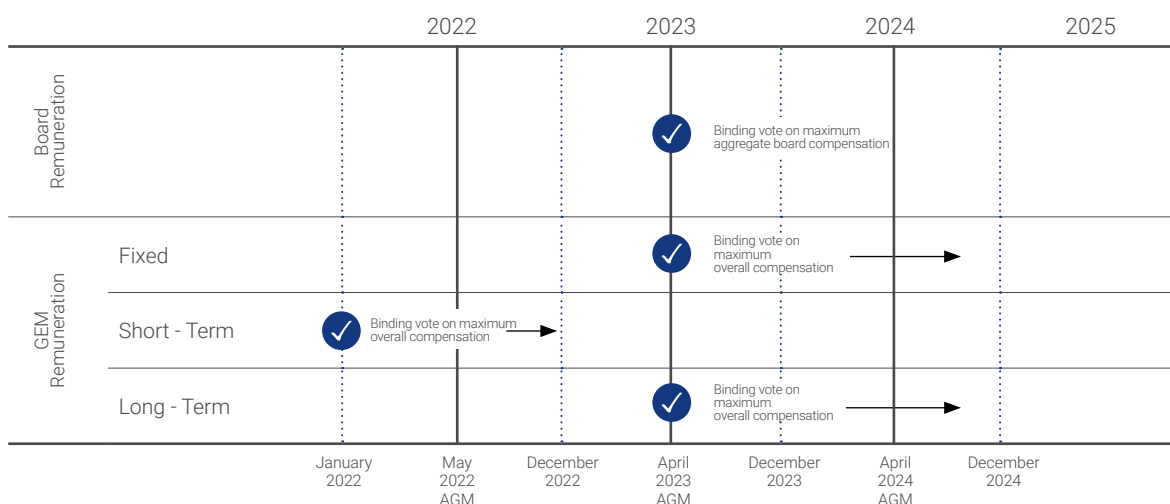 2022
2023
2024
2025
Board
Remuneration
Binding vote on maximum
aggregate board compensation
GEM
Remuneration
Fixed
Binding vote on
maximum
overall compensation
Short - Term
Binding vote on maximum
overall compensation
Long - Term
Binding vote on
maximum
overall compensation
January
2022
May
2022
AGM
December
2022
April
2023
AGM
December
2023
April
2024
AGM
December
2024